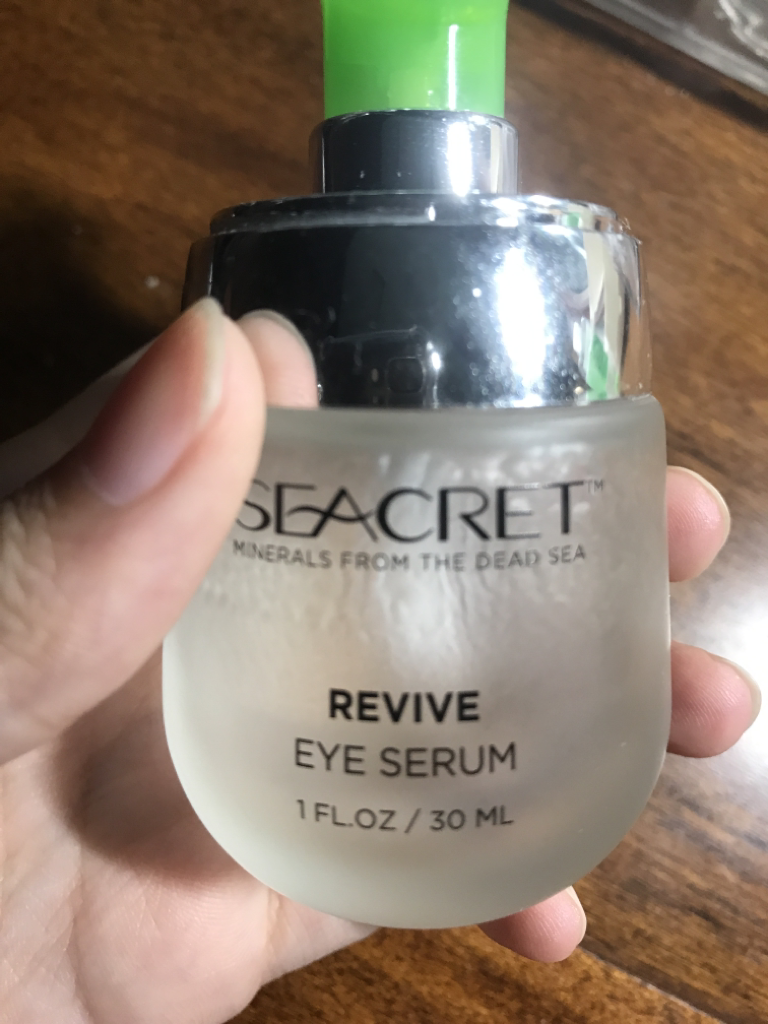 SEACRET™
MINERALS FROM THE DEAD SEA
REVIVE
EYE SERUM
1 FL.OZ / 30 ML